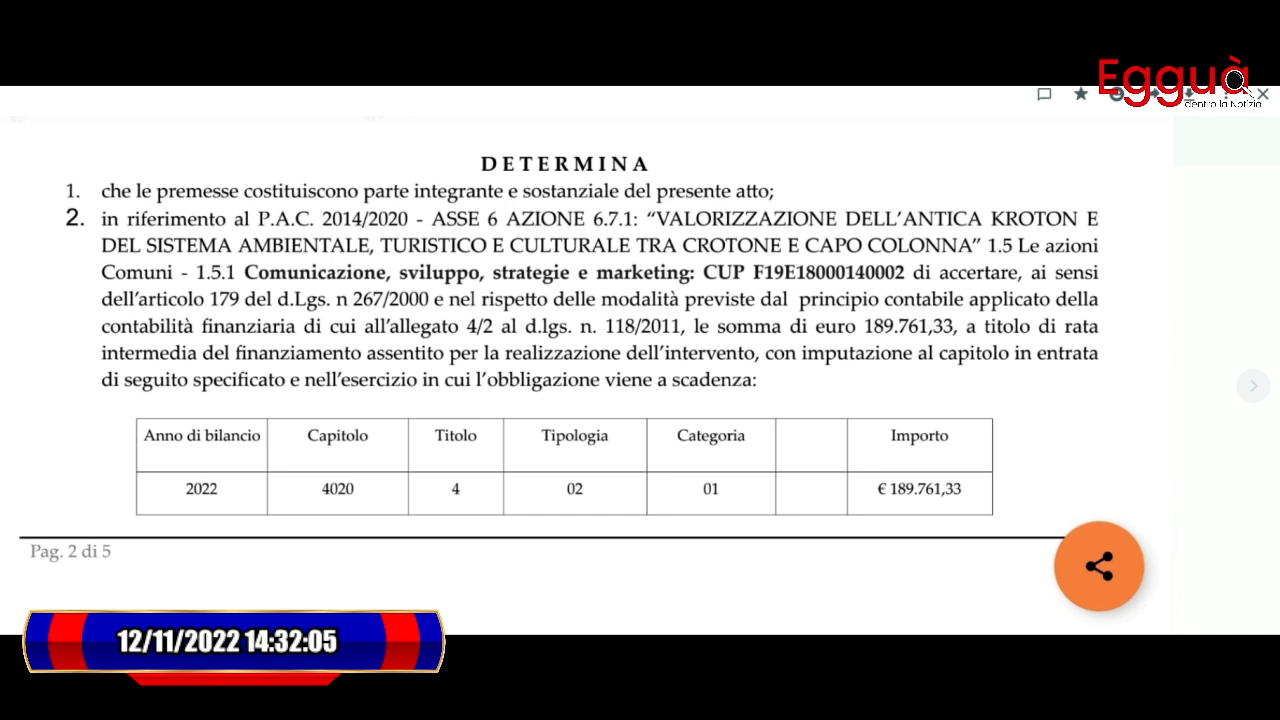 Egguà
dentro la Notizia
DETERMINA
1. che le premesse costituiscono parte integrante e sostanziale del presente atto;
2. in riferimento al P.A.C. 2014/2020 - ASSE 6 AZIONE 6.7.1: “VALORIZZAZIONE DELL’ANTICA KROTON E
DEL SISTEMA AMBIENTALE, TURISTICO E CULTURALE TRA CROTONE E CAPO COLONNA” 1.5 Le azioni
Comuni - 1.5.1 Comunicazione, sviluppo, strategie e marketing: CUP F19E18000140002 di accertare, ai sensi
dell’articolo 179 del d.Lgs. n 267/2000 e nel rispetto delle modalità previste dal principio contabile applicato della
contabilità finanziaria di cui all’allegato 4/2 al d.lgs. n. 118/2011, le somma di euro 189.761,33, a titolo di rata
intermedia del finanziamento assentito per la realizzazione dell’intervento, con imputazione al capitolo in entrata
di seguito specificato e nell’esercizio in cui l’obbligazione viene a scadenza:
Anno di bilancio Capitolo Titolo Tipologia Categoria Importo
2022 4020 4 02 01 € 189.761,33
Pag. 2 di 5
12/11/2022 14:32:05